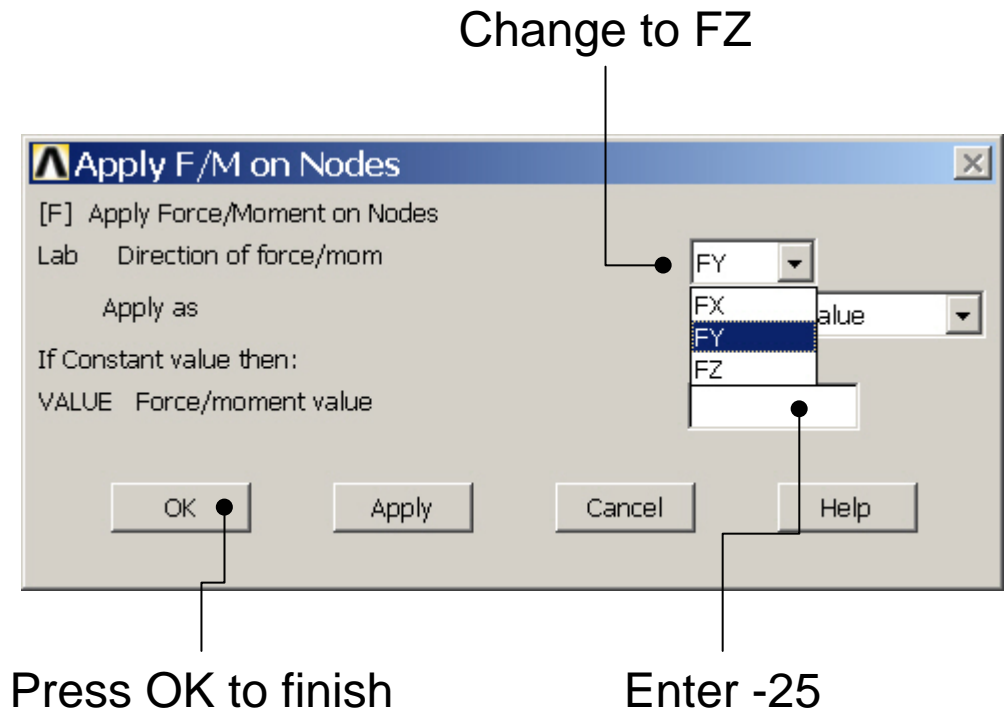 Change to FZ
Apply F/M on Nodes
[F] Apply Force/Moment on Nodes
Lab Direction of force/mom FY
FX
FY
FZ
Apply as alue
If Constant value then:
VALUE Force/moment value
OK Apply Cancel Help
Press OK to finish Enter -25